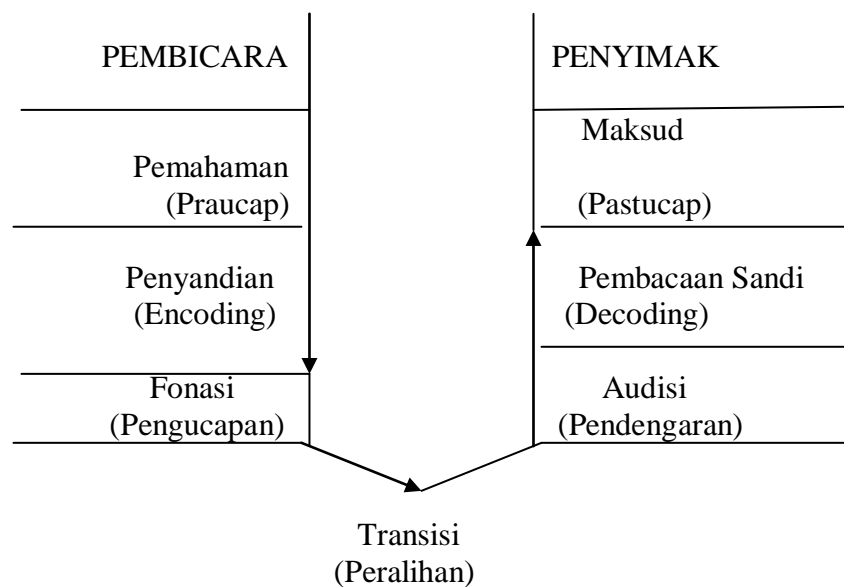 PEMBICARA
Pemahaman
(Praucap)
Penyandian
(Encoding)
Fonasi
(Pengucapan)
PENYIMAK
Maksud
(Pastucap)
Pembacaan Sandi
(Decoding)
Audisi
(Pendengaran)
Transisi
(Peralihan)